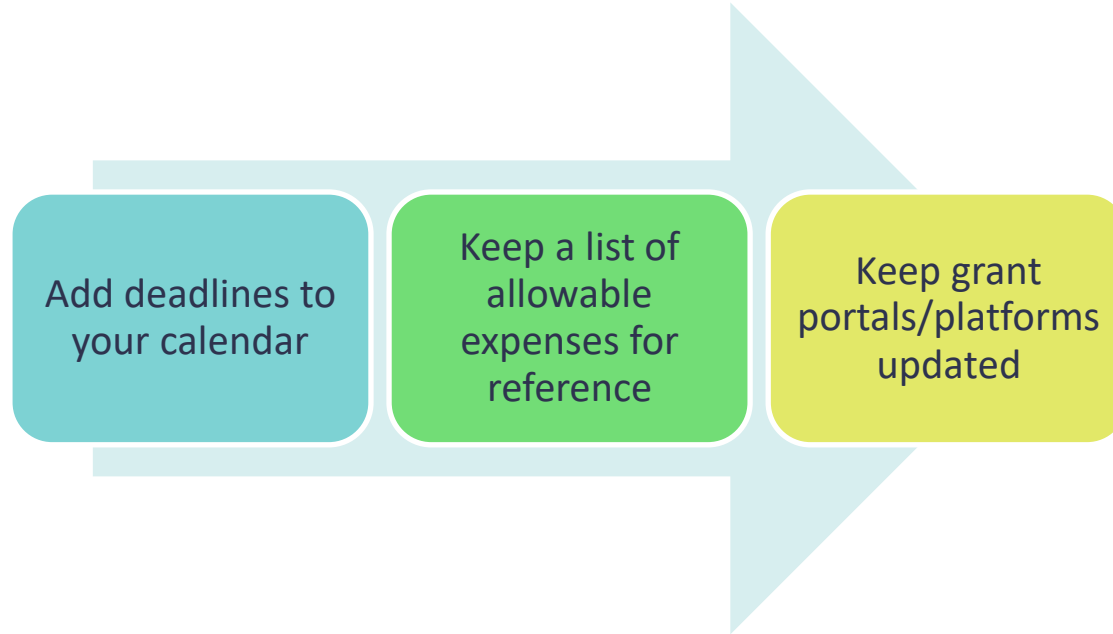 Add deadlines to
your calendar
Keep a list of
allowable
expenses for
reference
Keep grant
portals/platforms
updated